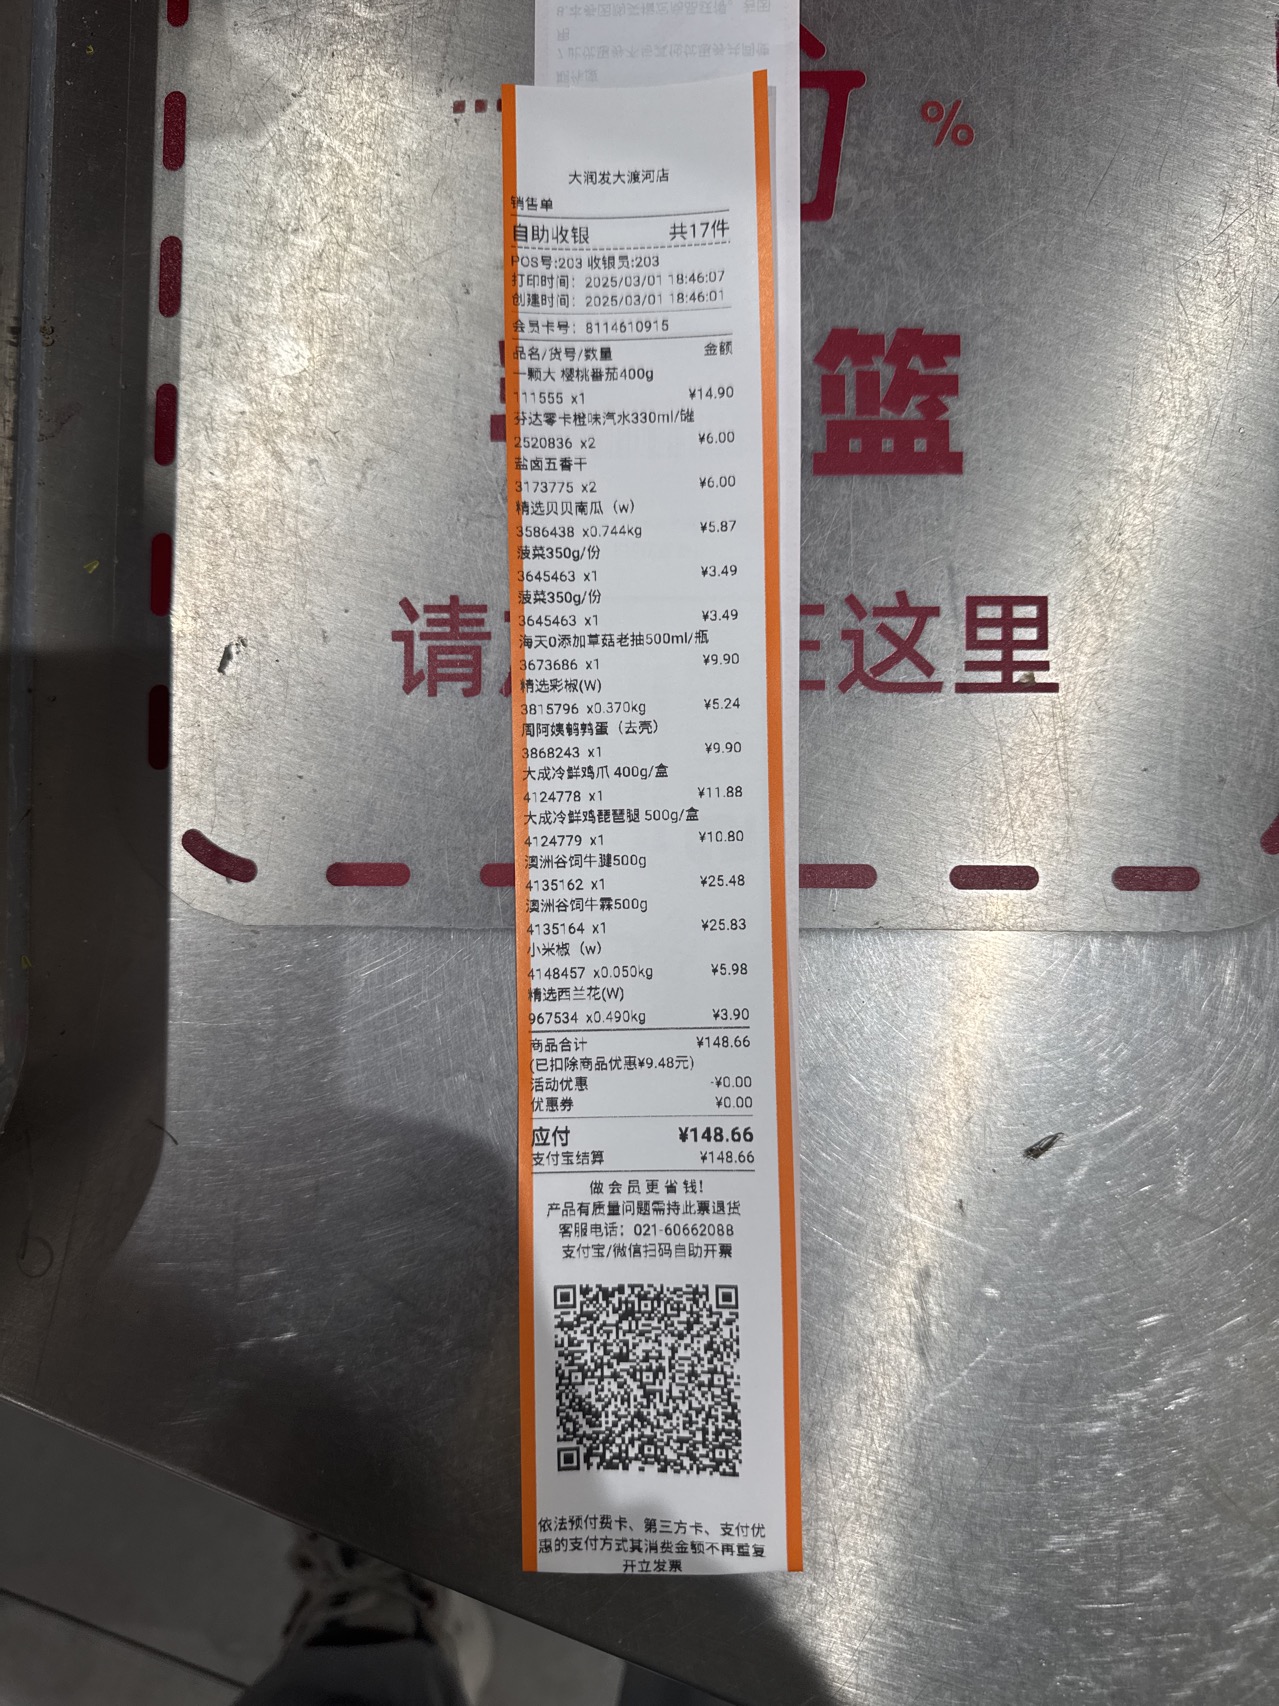 %
篮
请
在这里
大润发大渡河店
销售单
自助收银 共17件
POS号:203 收银员:203
打印时间: 2025/03/01 18:46:07
创建时间: 2025/03/01 18:46:01
会员卡号: 8114610915
品名/货号/数量 金额
一颗大 樱桃番茄400g
111555 x1 ¥14.90
芬达零卡橙味汽水330ml/罐
2520836 x2 ¥6.00
盐卤五香干
3173775 x2 ¥6.00
精选贝贝南瓜（w）
3586438 x0.744kg ¥5.87
菠菜350g/份
3645463 x1 ¥3.49
菠菜350g/份
3645463 x1 ¥3.49
海天0添加草菇老抽500ml/瓶
3673686 x1 ¥9.90
精选彩椒(W)
3815796 x0.370kg ¥5.24
周阿姨鹌鹑蛋（去壳）
3868243 x1 ¥9.90
大成冷鲜鸡爪 400g/盒
4124778 x1 ¥11.88
大成冷鲜鸡琵琶腿 500g/盒
4124779 x1 ¥10.80
澳洲谷饲牛腱500g
4135162 x1 ¥25.48
澳洲谷饲牛霖500g
4135164 x1 ¥25.83
小米椒（w）
4148457 x0.050kg ¥5.98
精选西兰花(W)
967534 x0.490kg ¥3.90
商品合计 ¥148.66
(已扣除商品优惠¥9.48元)
活动优惠 -¥0.00
优惠券 ¥0.00
应付 ¥148.66
支付宝结算 ¥148.66
做会员更省钱!
产品有质量问题需持此票退货
客服电话: 021-60662088
支付宝/微信扫码自助开票
依法预付费卡、第三方卡、支付优
惠的支付方式其消费金额不再重复
开立发票